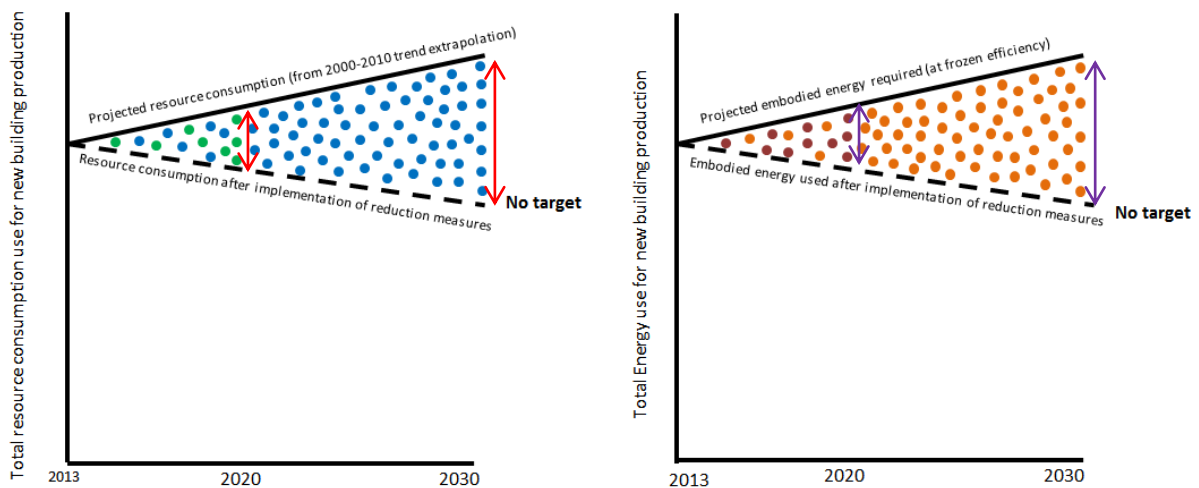 Total resource consumption use for new building production
Projected resource consumption (from 2000-2010 trend extrapolation)
Resource consumption after implementation of reduction measures
No target
2013
2020
2030
Total Energy use for new building production
Projected embodied energy required (at frozen efficiency)
Embodied energy used after implementation of reduction measures
No target
2013
2020
2030